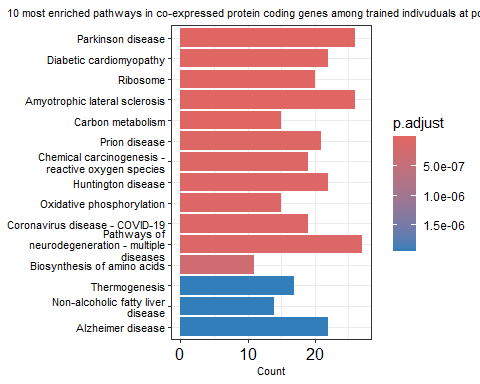 10 most enriched pathways in co-expressed protein coding genes among trained indivuduals at po
Parkinson disease
Diabetic cardiomyopathy
Ribosome
Amyotrophic lateral sclerosis
Carbon metabolism
Prion disease
Chemical carcinogenesis -
reactive oxygen species
Huntington disease
Oxidative phosphorylation
Coronavirus disease - COVID-19
Pathways of
neurodegeneration - multiple
diseases
Biosynthesis of amino acids
Thermogenesis
Non-alcoholic fatty liver
disease
Alzheimer disease
0 10 20
Count
p.adjust
5.0e-07
1.0e-06
1.5e-06